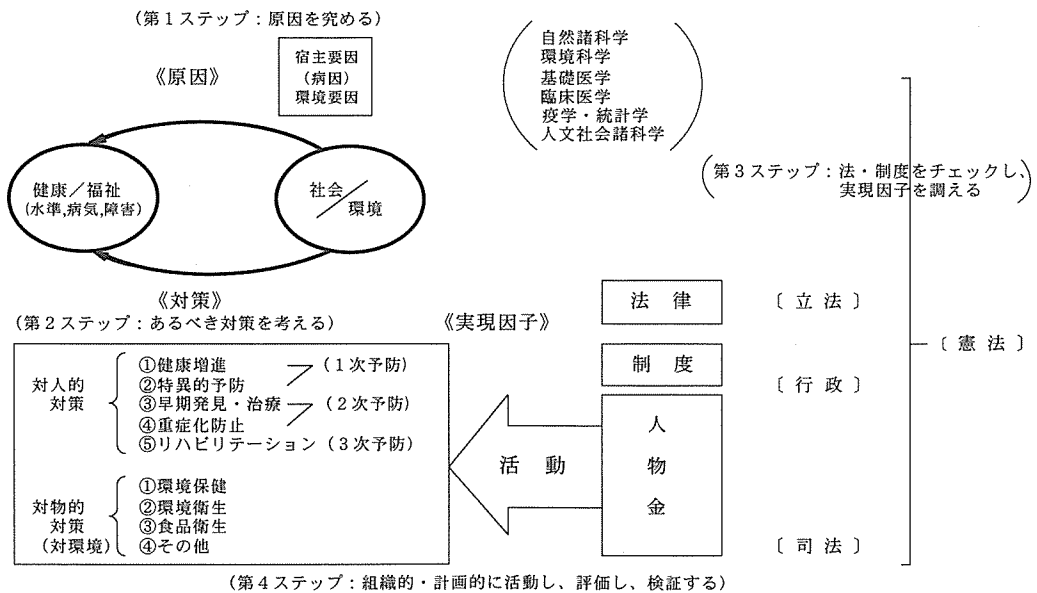 (第1ステップ：原因を究める)
《原因》
宿主要因
(病因)
環境要因
自然諸科学
環境科学
基礎医学
臨床医学
疫学・統計学
人文社会諸科学
(第3ステップ：法・制度をチェックし、
実現因子を調える)
健康／福祉
(水準,病気,障害)
社会／環境
《対策》
(第2ステップ：あるべき対策を考える)
《実現因子》
法律
〔立法〕
制度
〔行政〕
〔憲法〕
対人的
対策
①健康増進
②特異的予防
(1次予防)
③早期発見・治療
④重症化防止
(2次予防)
⑤リハビリテーション(3次予防)
対物的
対策
(対環境)
①環境保健
②環境衛生
③食品衛生
④その他
活動
人
物
金
〔司法〕
(第4ステップ：組織的・計画的に活動し、評価し、検証する)